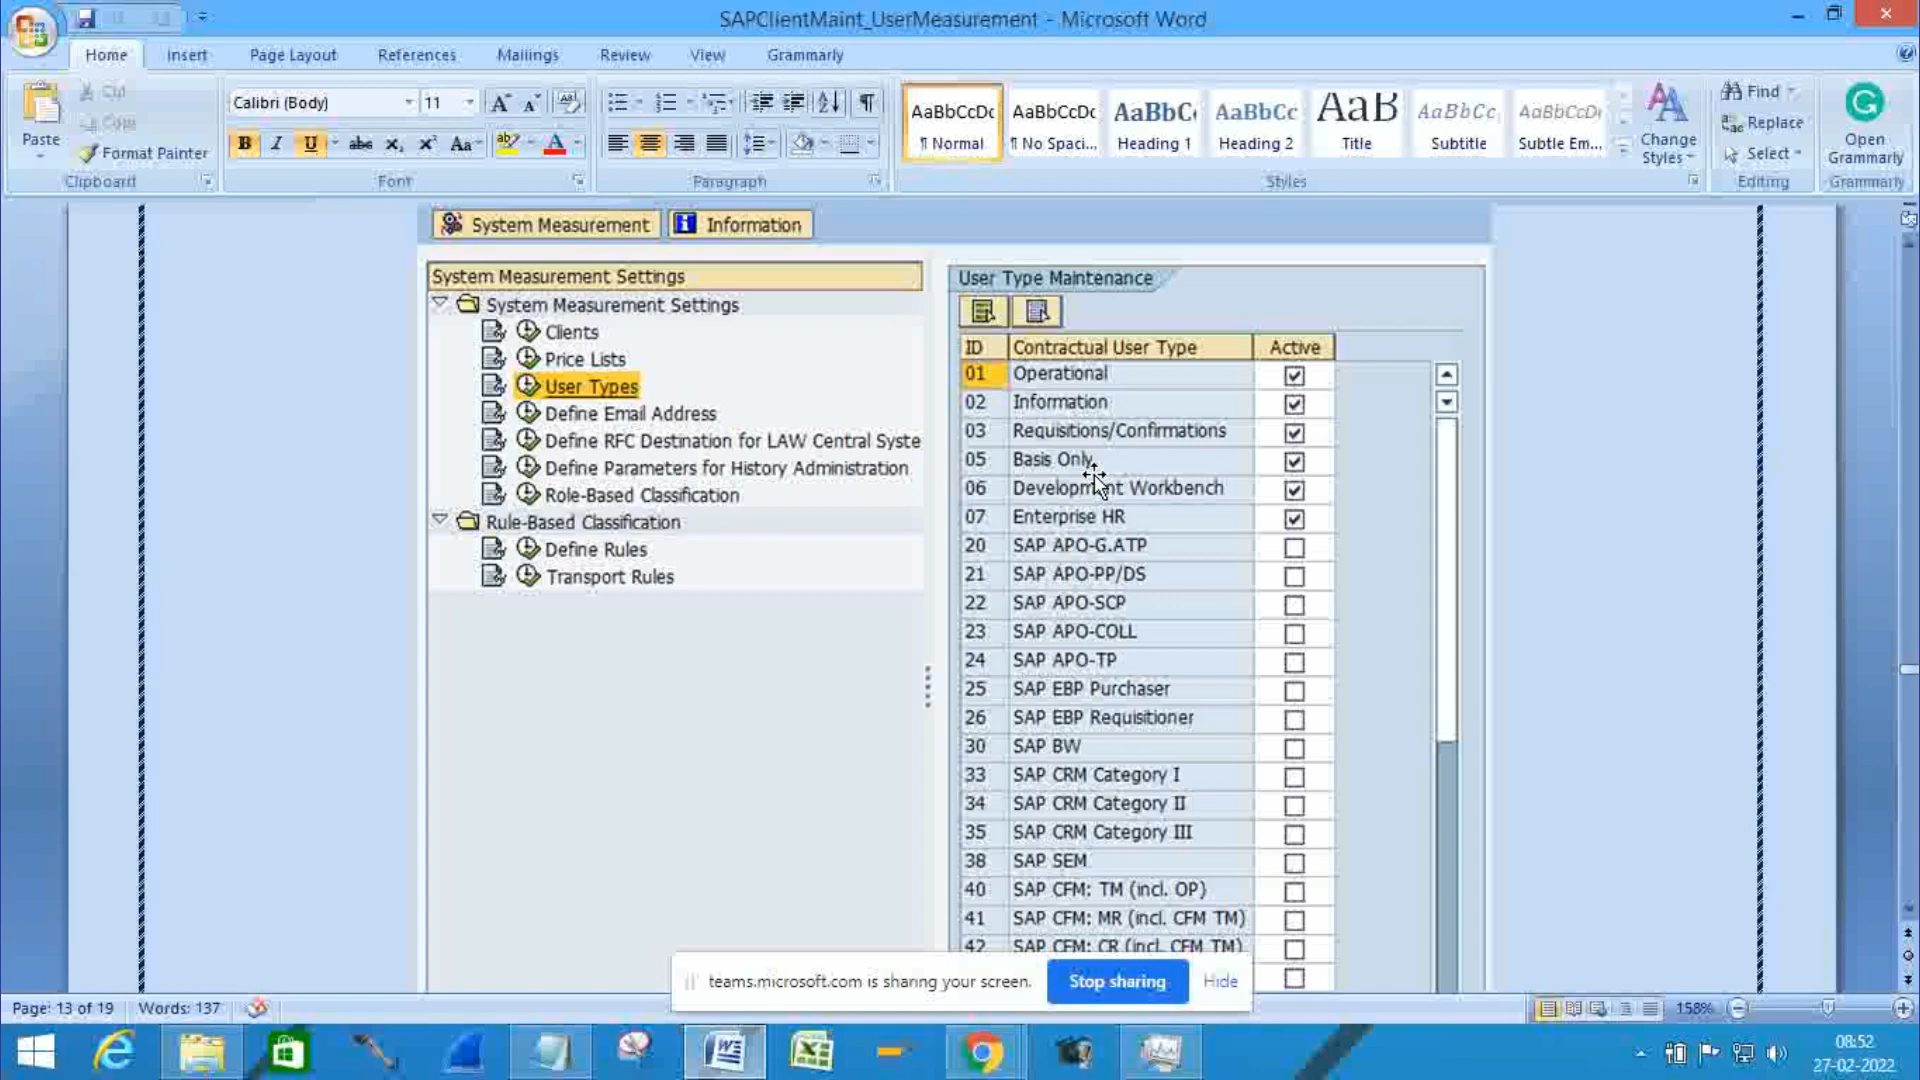 SAPClientMaint_UserMeasurement - Microsoft Word
Home Insert Page Layout References Mailings Review View Grammarly
Paste
Cut
Copy
Format Painter
Clipboard
Calibri (Body) 11
Font
Paragraph
AaBbCcDc AaBbCcDc AaBbC AaBbCc AaB AaBbCc. AaBbCcDc
¶ Normal ¶ No Spaci... Heading 1 Heading 2 Title Subtitle Subtle Em...
Change
Styles
Styles
Find
Replace
Select
Editing
Open
Grammarly
Grammarly
System Measurement Information
System Measurement Settings
System Measurement Settings
Clients
Price Lists
User Types
Define Email Address
Define RFC Destination for LAW Central Syste
Define Parameters for History Administration
Role-Based Classification
Rule-Based Classification
Define Rules
Transport Rules
User Type Maintenance
ID Contractual User Type Active
01 Operational
02 Information
03 Requisitions/Confirmations
05 Basis Only
06 Development Workbench
07 Enterprise HR
20 SAP APO-G.ATP
21 SAP APO-PP/DS
22 SAP APO-SCP
23 SAP APO-COLL
24 SAP APO-TP
25 SAP EBP Purchaser
26 SAP EBP Requisitioner
30 SAP BW
33 SAP CRM Category I
34 SAP CRM Category II
35 SAP CRM Category III
38 SAP SEM
40 SAP CFM: TM (incl. OP)
41 SAP CFM: MR (incl. CFM TM)
42 SAP CFM: CR (incl. CFM TM)
teams.microsoft.com is sharing your screen. Stop sharing Hide
Page: 13 of 19 Words: 137 158%
08:52
27-02-2022